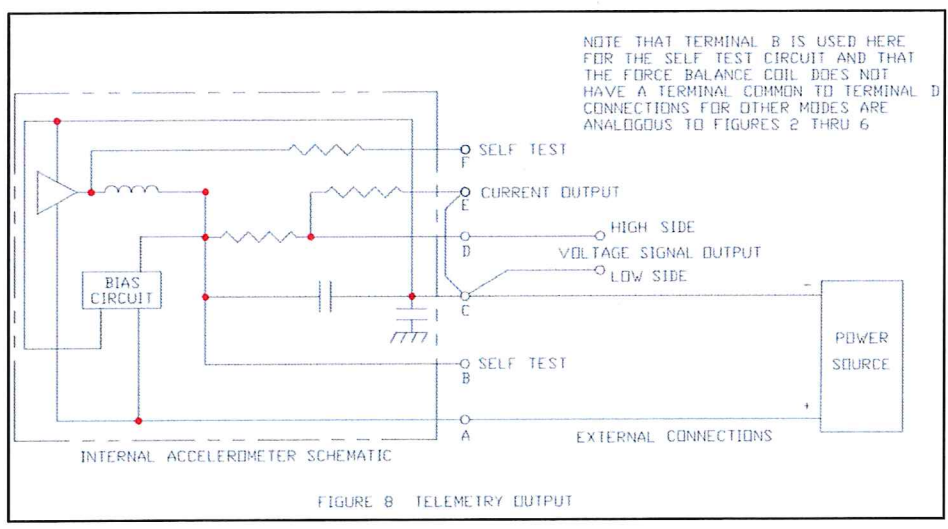 NOTE THAT TERMINAL B IS USED HERE
FOR THE SELF TEST CIRCUIT AND THAT
THE FORCE BALANCE COIL DOES NOT
HAVE A TERMINAL COMMON TO TERMINAL D
CONNECTIONS FOR OTHER MODES ARE
ANALOGOUS TO FIGURES 2 THRU 6
SELF TEST
F
CURRENT OUTPUT
E
HIGH SIDE
D
VOLTAGE SIGNAL OUTPUT
LOW SIDE
BIAS
CIRCUIT
-
C
POWER
SOURCE
SELF TEST
B
+
A
EXTERNAL CONNECTIONS
INTERNAL ACCELEROMETER SCHEMATIC
FIGURE 8 TELEMETRY OUTPUT